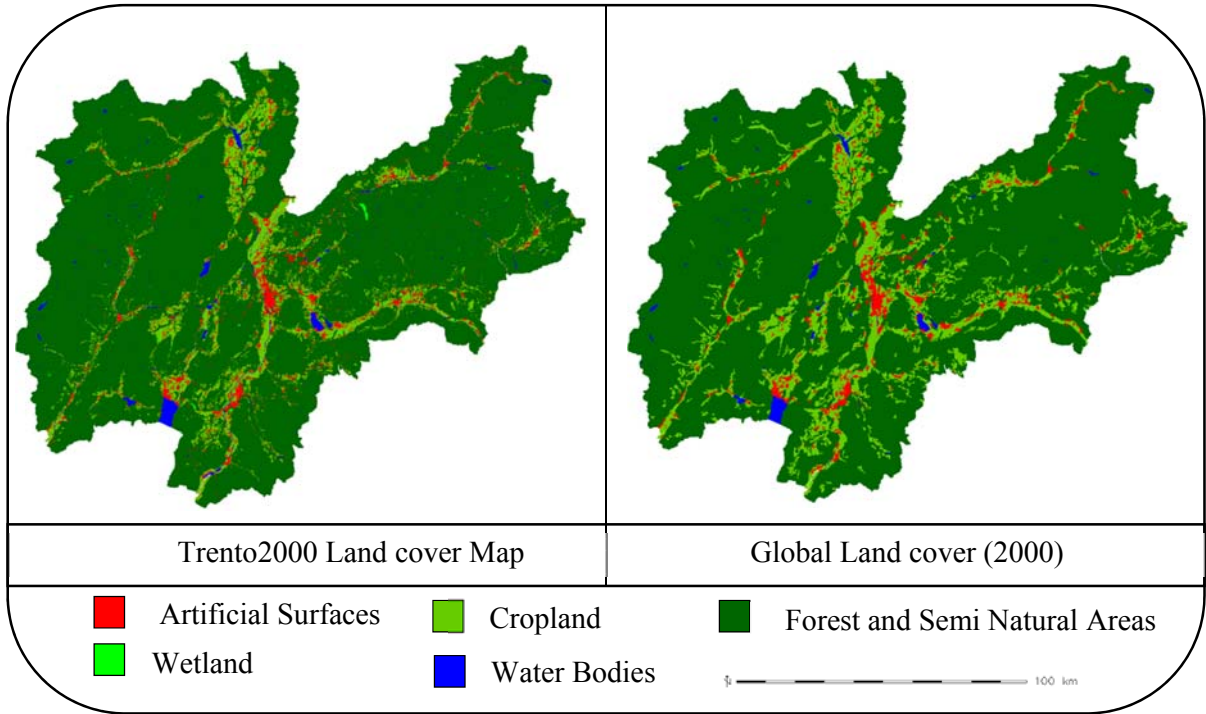 Trento2000 Land cover Map
Global Land cover (2000)
Artificial Surfaces
Cropland
Forest and Semi Natural Areas
Wetland
Water Bodies
100 km